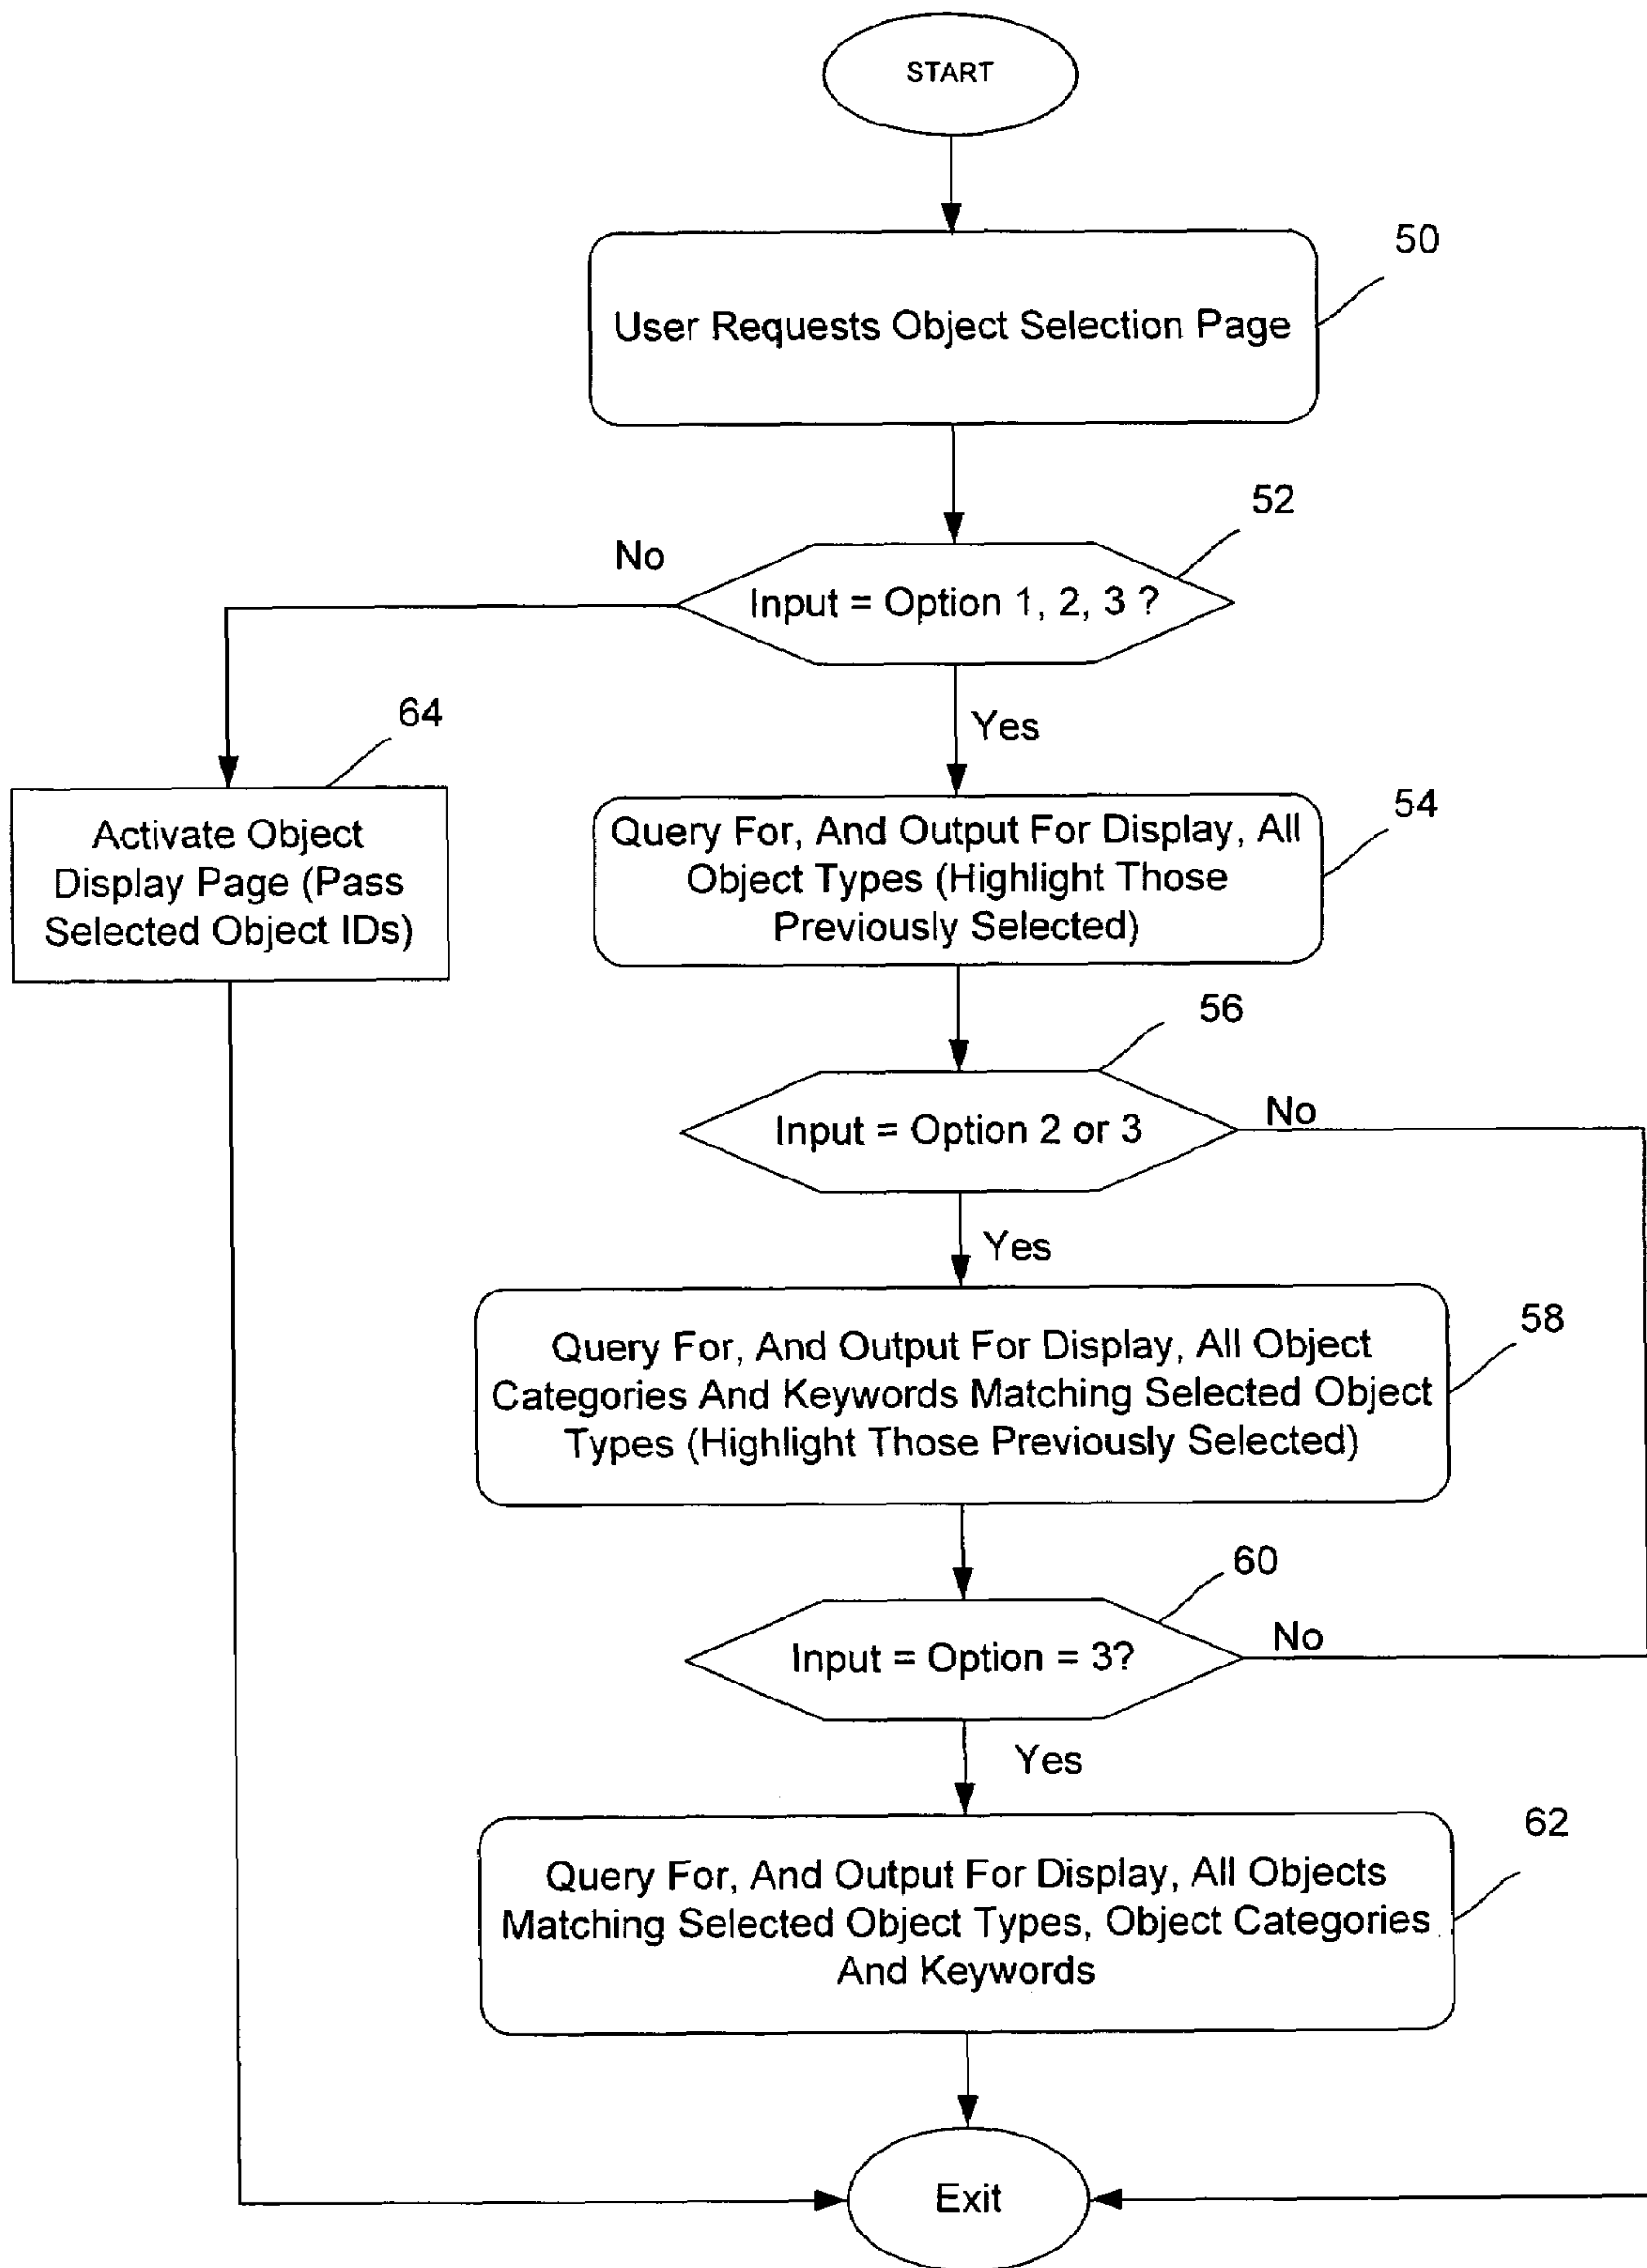 START
50
User Requests Object Selection Page
52
No
Input = Option 1, 2, 3 ?
64
Yes
Activate Object
Display Page (Pass
Selected Object IDs)
54
Query For, And Output For Display, All
Object Types (Highlight Those
Previously Selected)
56
Input = Option 2 or 3
No
Yes
58
Query For, And Output For Display, All Object
Categories And Keywords Matching Selected Object
Types (Highlight Those Previously Selected)
60
Input = Option = 3?
No
Yes
62
Query For, And Output For Display, All Objects
Matching Selected Object Types, Object Categories
And Keywords
Exit